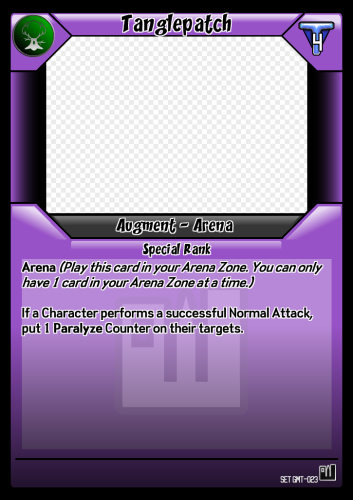 Tanglepatch
4
Augment - Arena
Special Rank
Arena (Play this card in your Arena Zone. You can only
have 1 card in your Arena Zone at a time.)
If a Character performs a successful Normal Attack,
put 1 Paralyze Counter on their targets.
SET GMT-023